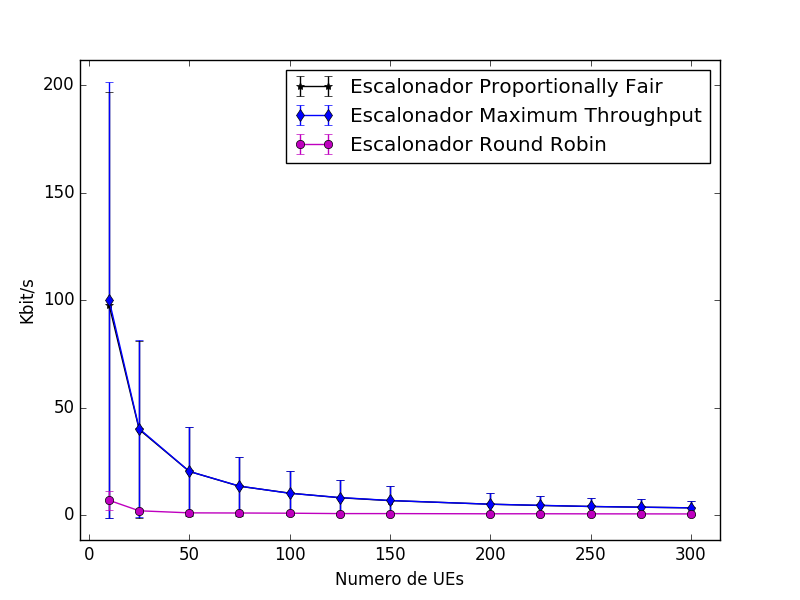 Escalonador Proportionally Fair
Escalonador Maximum Throughput
Escalonador Round Robin
200
150
100
50
0
Kbit/s
0 50 100 150 200 250 300
Numero de UEs